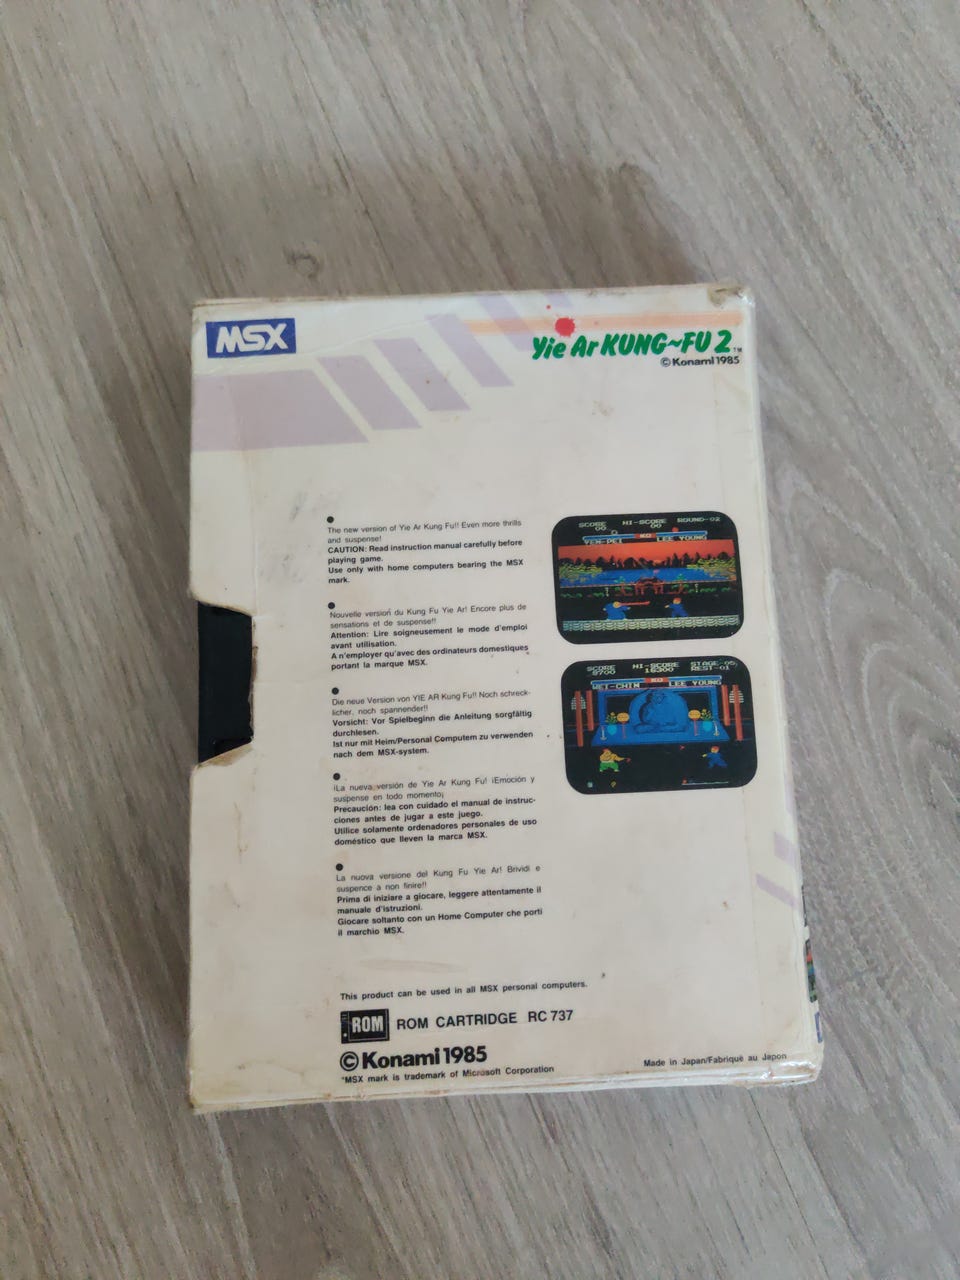 MSX
Yie Ar KUNG~FU 2 TM
©Konami 1985
The new version of Yie Ar Kung Fu!! Even more thrills
and suspense!
CAUTION: Read instruction manual carefully before
playing game.
Use only with home computers bearing the MSX
mark.
Nouvelle version du Kung Fu Yie Ar! Encore plus de
sensations et de suspense!!
Attention: Lire soigneusement le mode d'emploi
avant utilisation.
A n'employer qu'avec des ordinateurs domestiques
portant la marque MSX.
Die neue Version von YIE AR Kung Fu!! Noch schreck-
licher, noch spannender!!
Vorsicht: Vor Spielbeginn die Anleitung sorgfältig
durchlesen.
Ist nur mit Heim/Personal Computern zu verwenden
nach dem MSX-system.
¡La nueva versión de Yie Ar Kung Fu! ¡Emoción y
suspense en todo momento¡
Precaución: lea con cuidado el manual de instruc-
ciones antes de jugar a este juego.
Utilice solamente ordenadores personales de uso
doméstico que lleven la marca MSX.
La nuova versione del Kung Fu Yie Ar! Brividi e
suspence a non finire!!
Prima di iniziare a giocare, leggere attentamente il
manuale d'istruzioni.
Giocare soltanto con un Home Computer che porti
il marchio MSX.
SCORE HI-SCORE ROUND-02
00 00
YEN-PEI KO LEE YOUNG
SCORE HI-SCORE STAGE-05
9700 16300 REST-01
KO
WEI-CHIN LEE YOUNG
This product can be used in all MSX personal computers.
ROM ROM CARTRIDGE RC 737
©Konami 1985
*MSX mark is trademark of Microsoft Corporation
Made in Japan/Fabriqué au Japon